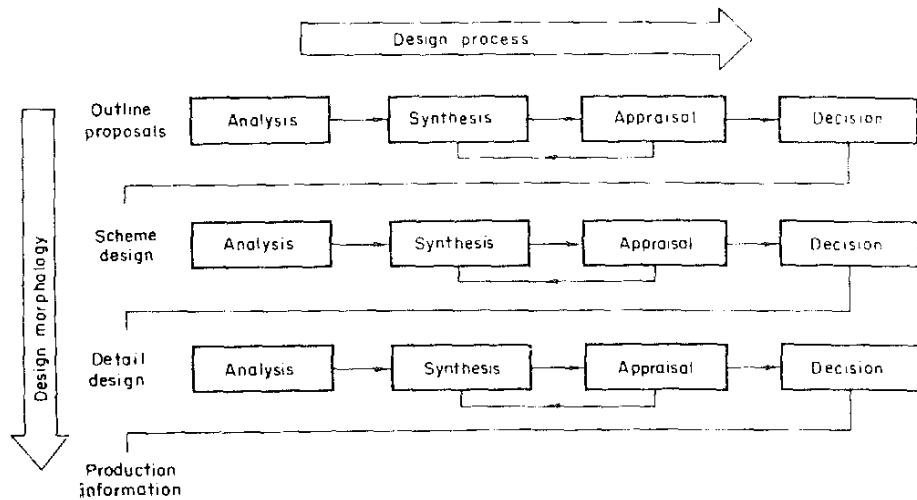 Design process
Outline
proposals
Analysis
Synthesis
Appraisal
Decision
Design morphology
Scheme
design
Analysis
Synthesis
Appraisal
Decision
Detail
design
Analysis
Synthesis
Appraisal
Decision
Production
information